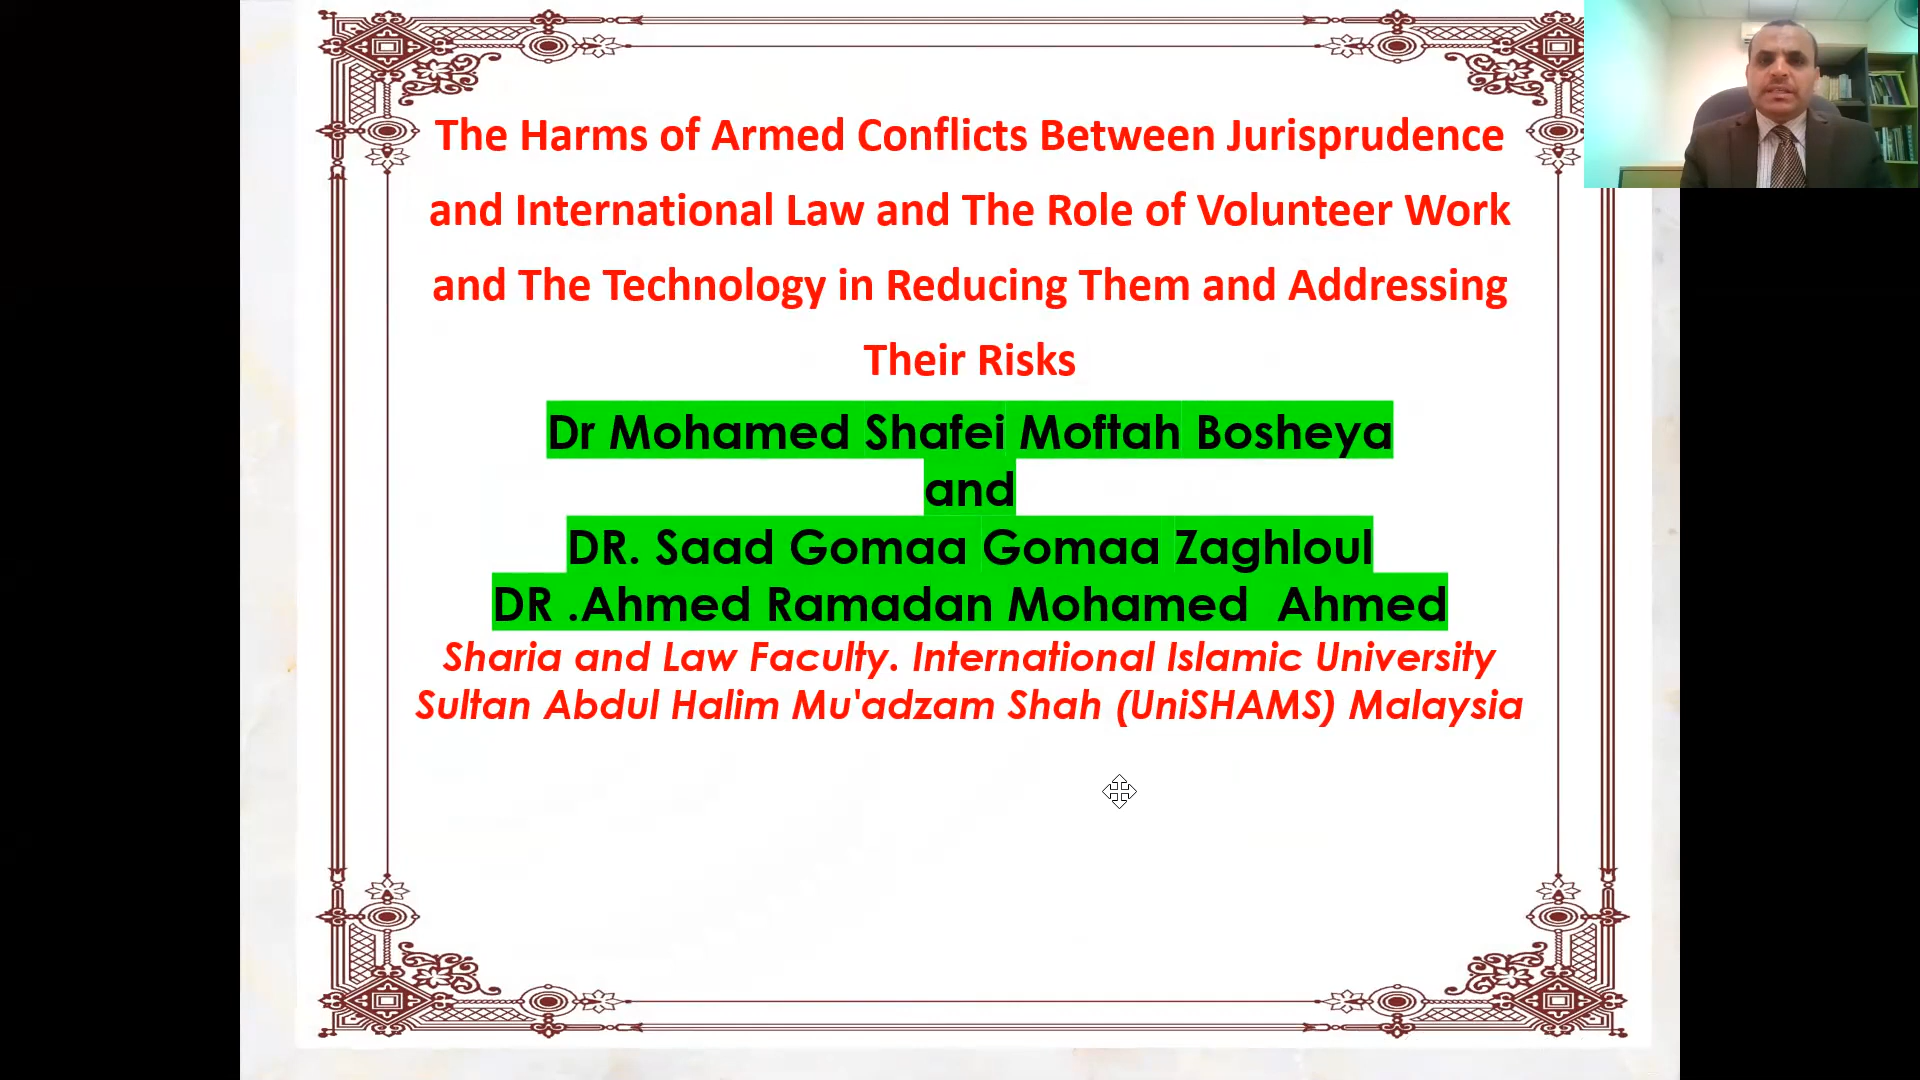 The Harms of Armed Conflicts Between Jurisprudence
and International Law and The Role of Volunteer Work
and The Technology in Reducing Them and Addressing
Their Risks
Dr Mohamed Shafei Moftah Bosheya
and
DR. Saad Gomaa Gomaa Zaghloul
DR .Ahmed Ramadan Mohamed  Ahmed
Sharia and Law Faculty. International Islamic University
Sultan Abdul Halim Mu'adzam Shah (UniSHAMS) Malaysia